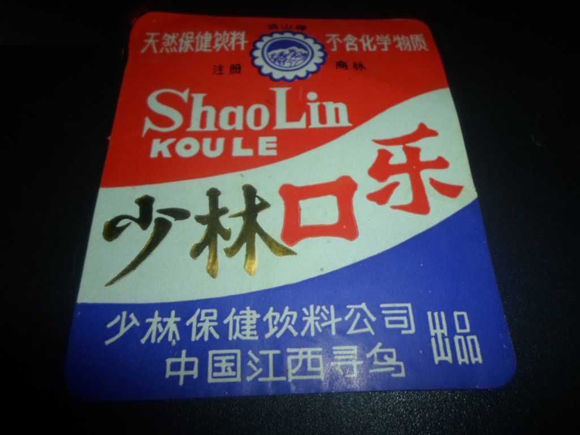 天然保健饮料 不含化学物质
注册 商标
ShaoLin
KOULE
少林口乐
少林保健饮料公司 出品
中国江西寻乌